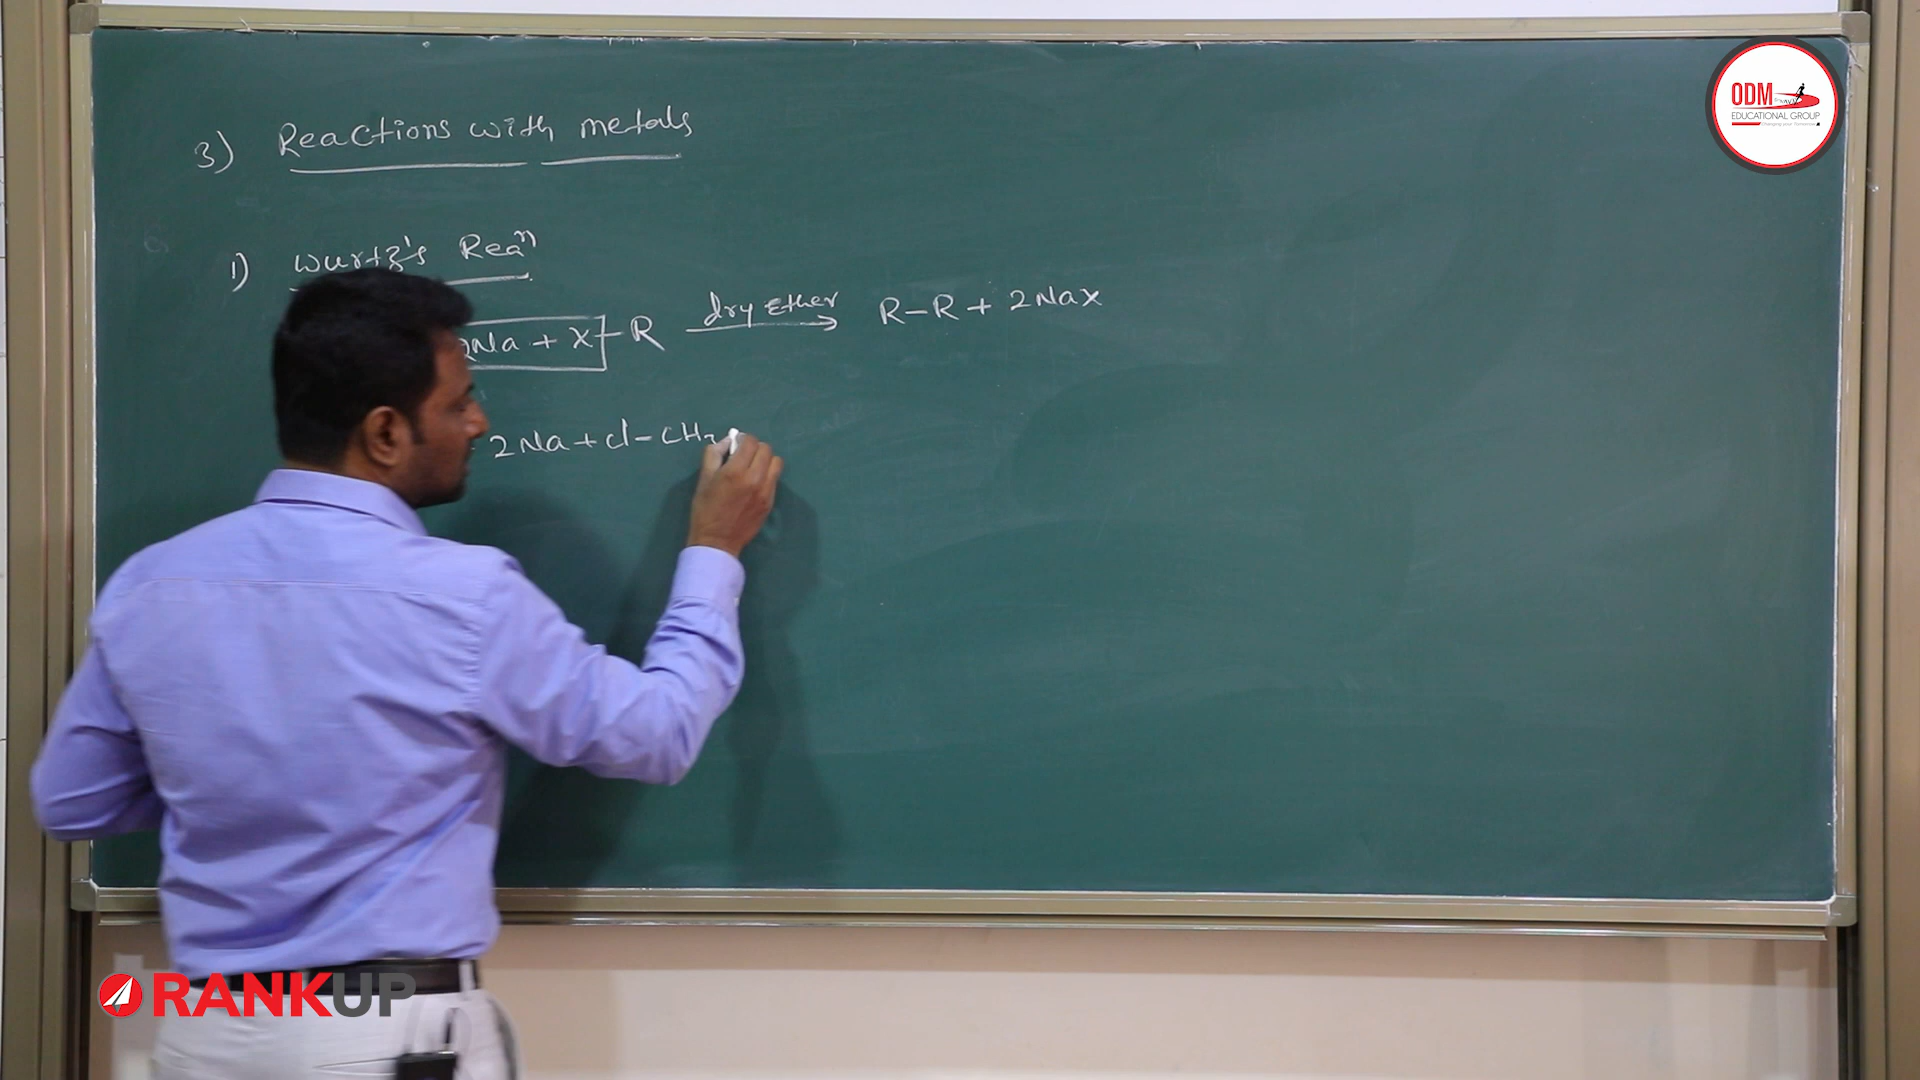 3) Reactions with metals
1) Wurtz's Reaⁿ
2Na + X-R dry Ether → R-R + 2Nax
2Na + Cl - CH3
ODM
EDUCATIONAL GROUP
RANKUP